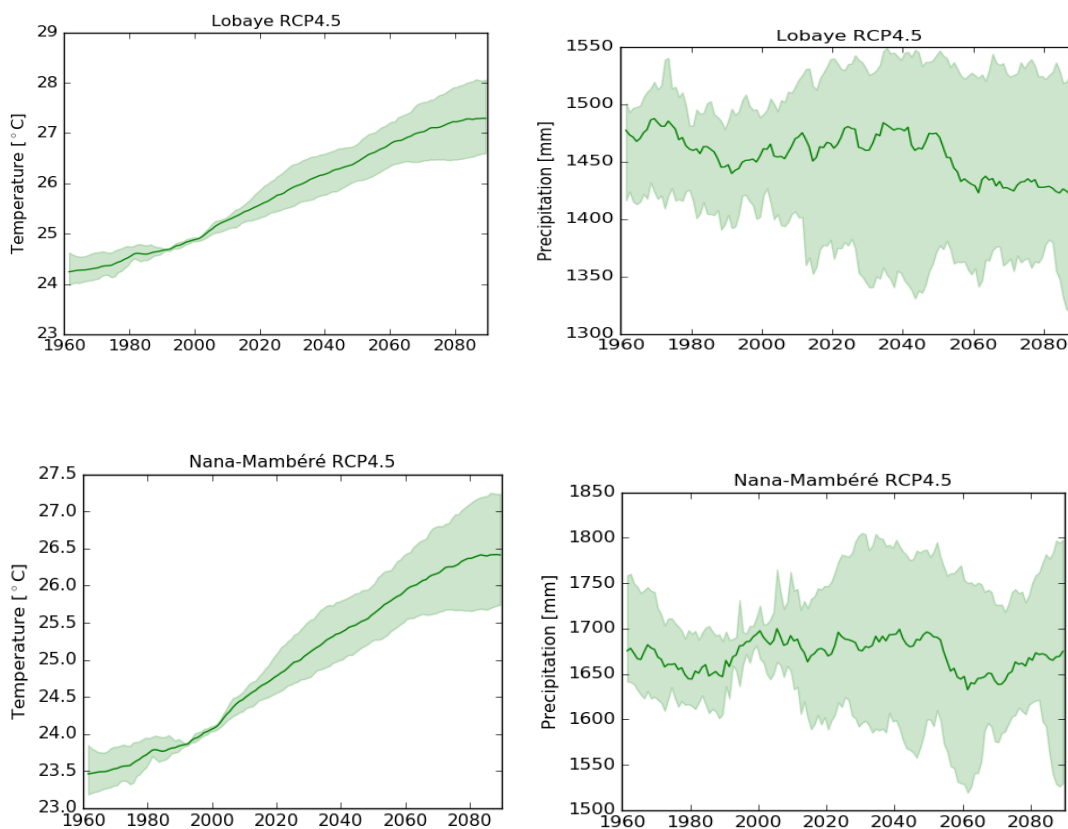 Lobaye RCP4.5
29
28
27
26
25
24
23
Temperature [°C]
1960 1980 2000 2020 2040 2060 2080
Lobaye RCP4.5
1550
1500
1450
1400
1350
1300
Precipitation [mm]
1960 1980 2000 2020 2040 2060 2080
Nana-Mambéré RCP4.5
27.5
27.0
26.5
26.0
25.5
25.0
24.5
24.0
23.5
23.0
Temperature [°C]
1960 1980 2000 2020 2040 2060 2080
Nana-Mambéré RCP4.5
1850
1800
1750
1700
1650
1600
1550
1500
Precipitation [mm]
1960 1980 2000 2020 2040 2060 2080